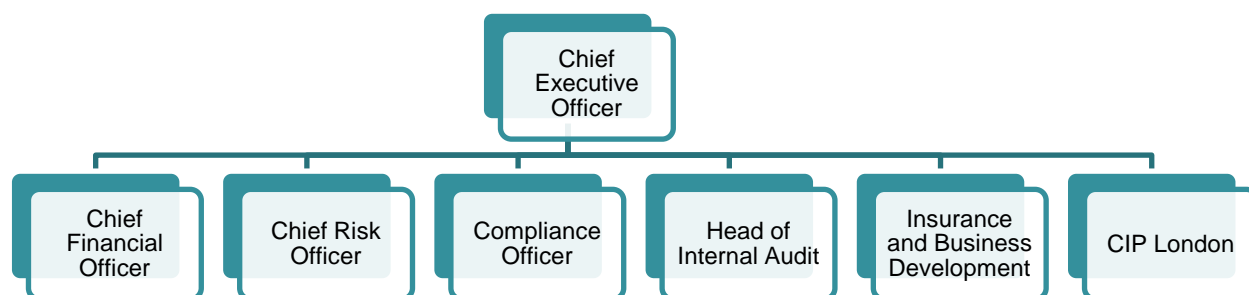 Chief
Executive
Officer
Chief
Financial
Officer
Chief Risk
Officer
Compliance
Officer
Head of
Internal Audit
Insurance
and Business
Development
CIP London